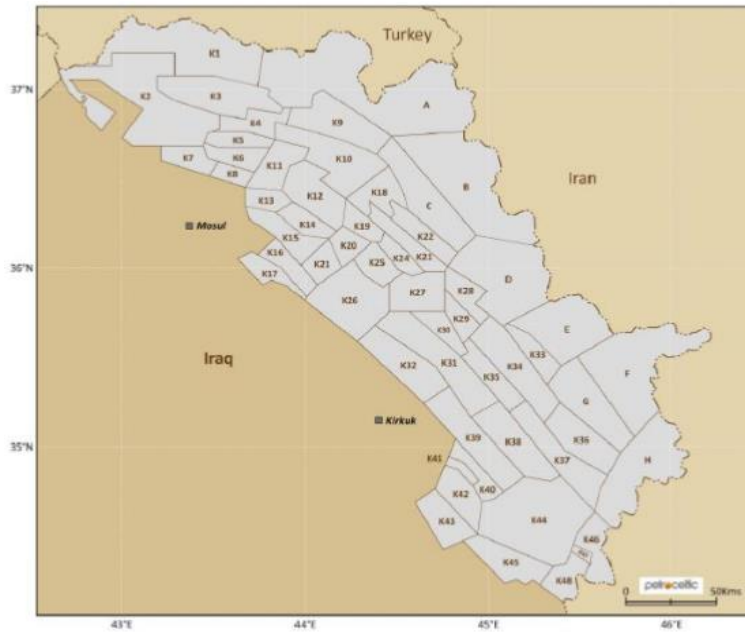 Turkey
K1
37°N
K2
K3
A
K4
K9
K5
K7
K6
K10
K8
K11
B
Iran
K12
K18
C
K13
Mosul
K14
K19
K15
K22
K20
K16
K24
K21
36°N
K17
K21
K25
D
K27
K28
K26
K29
K30
E
Iraq
K33
K32
K31
K34
F
K35
G
Kirkuk
35°N
K39
K38
K36
K41
K37
H
K40
K42
K43
K44
K46
K45
K48
petroceltic
0 50Kms
43°E 44°E 45°E 46°E